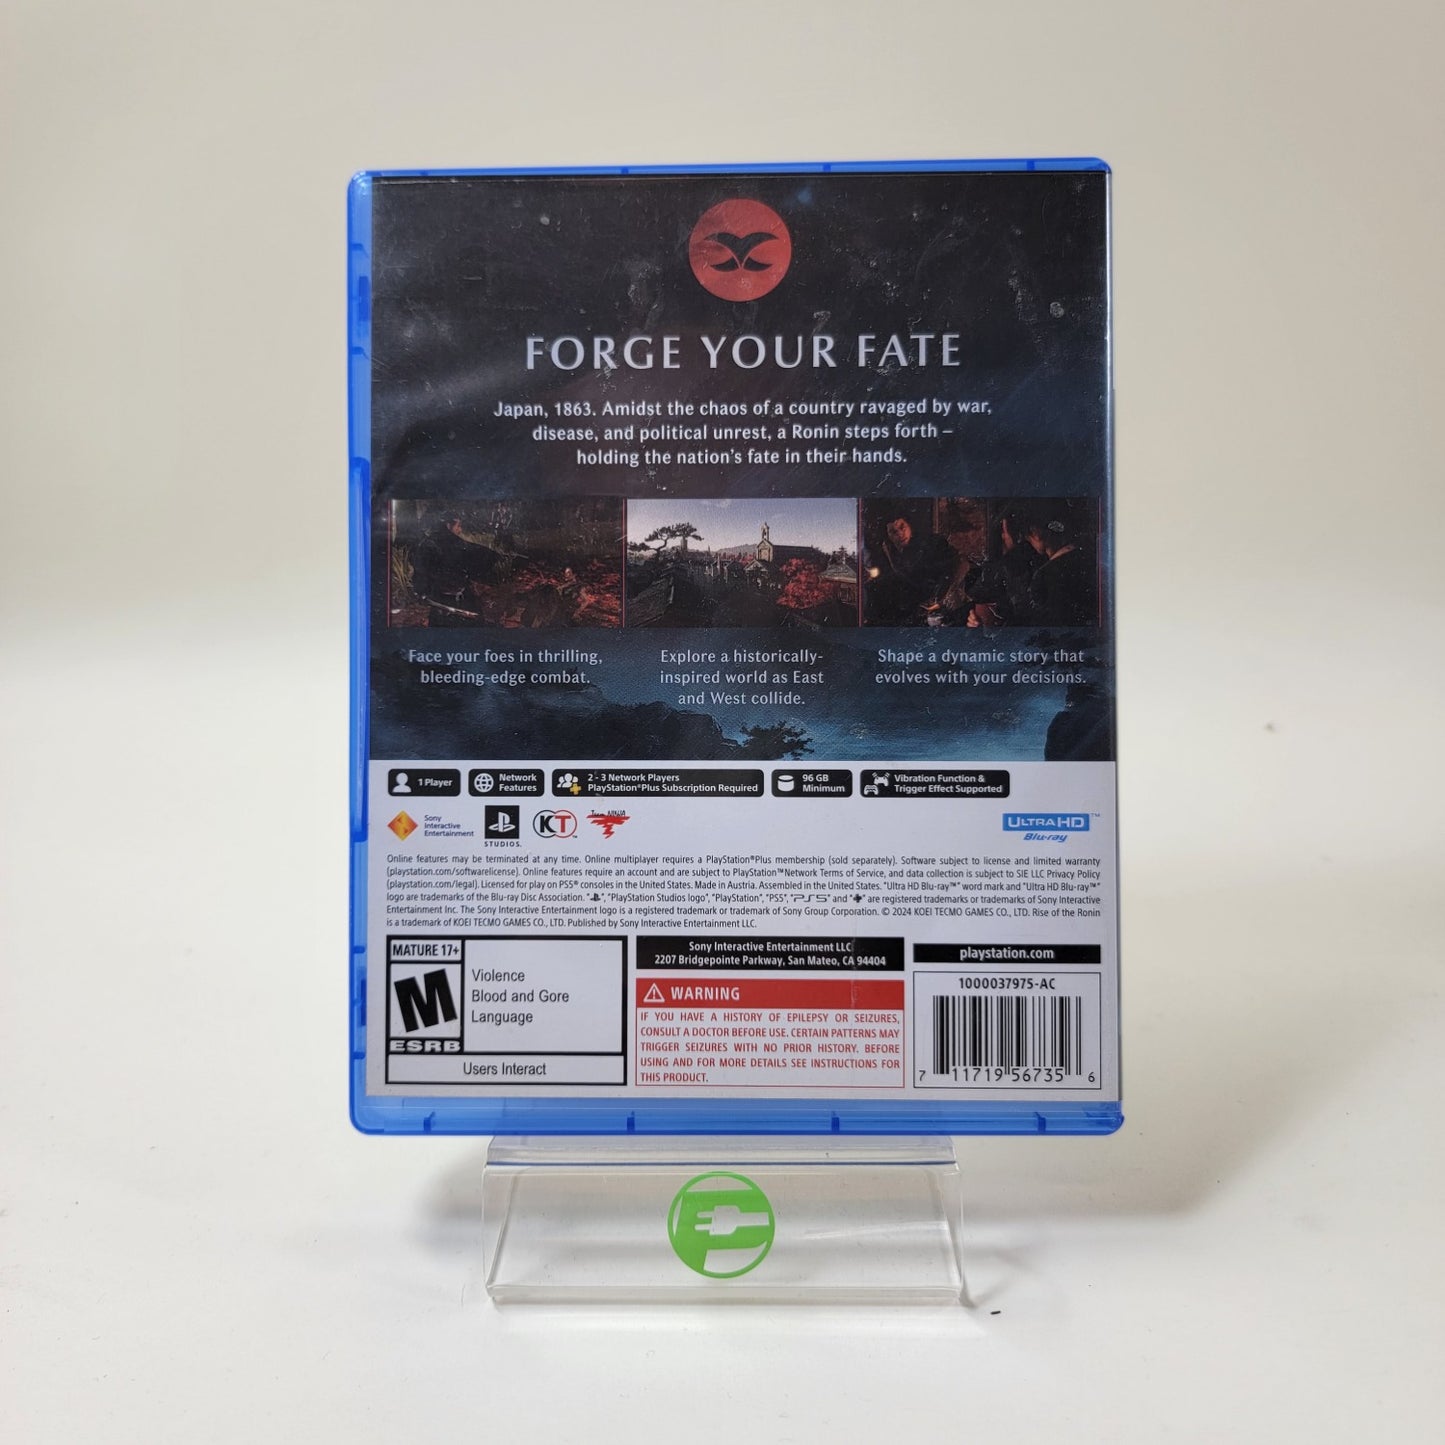 FORGE YOUR FATE
Japan, 1863. Amidst the chaos of a country ravaged by war,
disease, and political unrest, a Ronin steps forth –
holding the nation's fate in their hands.
Face your foes in thrilling,
bleeding-edge combat.
Explore a historically-
inspired world as East
and West collide.
Shape a dynamic story that
evolves with your decisions.
1 Player
Network
Features
2 - 3 Network Players
PlayStation®Plus Subscription Required
96 GB
Minimum
Vibration Function &
Trigger Effect Supported
Sony
Interactive
Entertainment
STUDIOS.
KT
Team NINJA
ULTRA HD™
Blu-ray
Online features may be terminated at any time. Online multiplayer requires a PlayStation®Plus membership (sold separately). Software subject to license and limited warranty
(playstation.com/softwarelicense). Online features require an account and are subject to PlayStation™Network Terms of Service, and data collection is subject to SIE LLC Privacy Policy
(playstation.com/legal). Licensed for play on PS5® consoles in the United States. Made in Austria. Assembled in the United States. "Ultra HD Blu-ray™" word mark and "Ultra HD Blu-ray™"
logo are trademarks of the Blu-ray Disc Association. "", "PlayStation Studios logo", "PlayStation", "PS5", "PS5" and "" are registered trademarks or trademarks of Sony Interactive
Entertainment Inc. The Sony Interactive Entertainment logo is a registered trademark or trademark of Sony Group Corporation. © 2024 KOEI TECMO GAMES CO., LTD. Rise of the Ronin
is a trademark of KOEI TECMO GAMES CO., LTD. Published by Sony Interactive Entertainment LLC.
MATURE 17+
M
ESRB
Violence
Blood and Gore
Language
Users Interact
Sony Interactive Entertainment LLC
2207 Bridgepointe Parkway, San Mateo, CA 94404
WARNING
IF YOU HAVE A HISTORY OF EPILEPSY OR SEIZURES,
CONSULT A DOCTOR BEFORE USE. CERTAIN PATTERNS MAY
TRIGGER SEIZURES WITH NO PRIOR HISTORY. BEFORE
USING AND FOR MORE DETAILS SEE INSTRUCTIONS FOR
THIS PRODUCT.
playstation.com
1000037975-AC
7 11719 56735 6